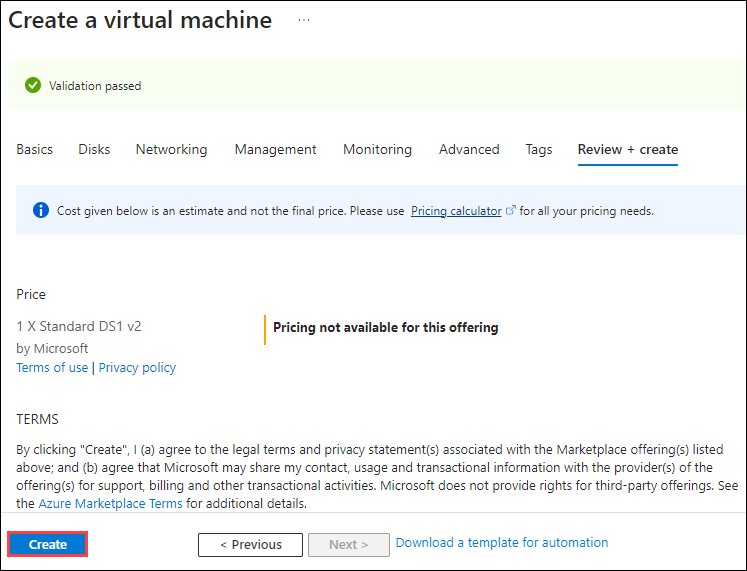 Create a virtual machine ...
Validation passed
Basics Disks Networking Management Monitoring Advanced Tags Review + create
Cost given below is an estimate and not the final price. Please use Pricing calculator for all your pricing needs.
Price
1 X Standard DS1 v2 Pricing not available for this offering
by Microsoft
Terms of use | Privacy policy
TERMS
By clicking "Create", I (a) agree to the legal terms and privacy statement(s) associated with the Marketplace offering(s) listed
above; and (b) agree that Microsoft may share my contact, usage and transactional information with the provider(s) of the
offering(s) for support, billing and other transactional activities. Microsoft does not provide rights for third-party offerings. See
the Azure Marketplace Terms for additional details.
Create < Previous Next > Download a template for automation